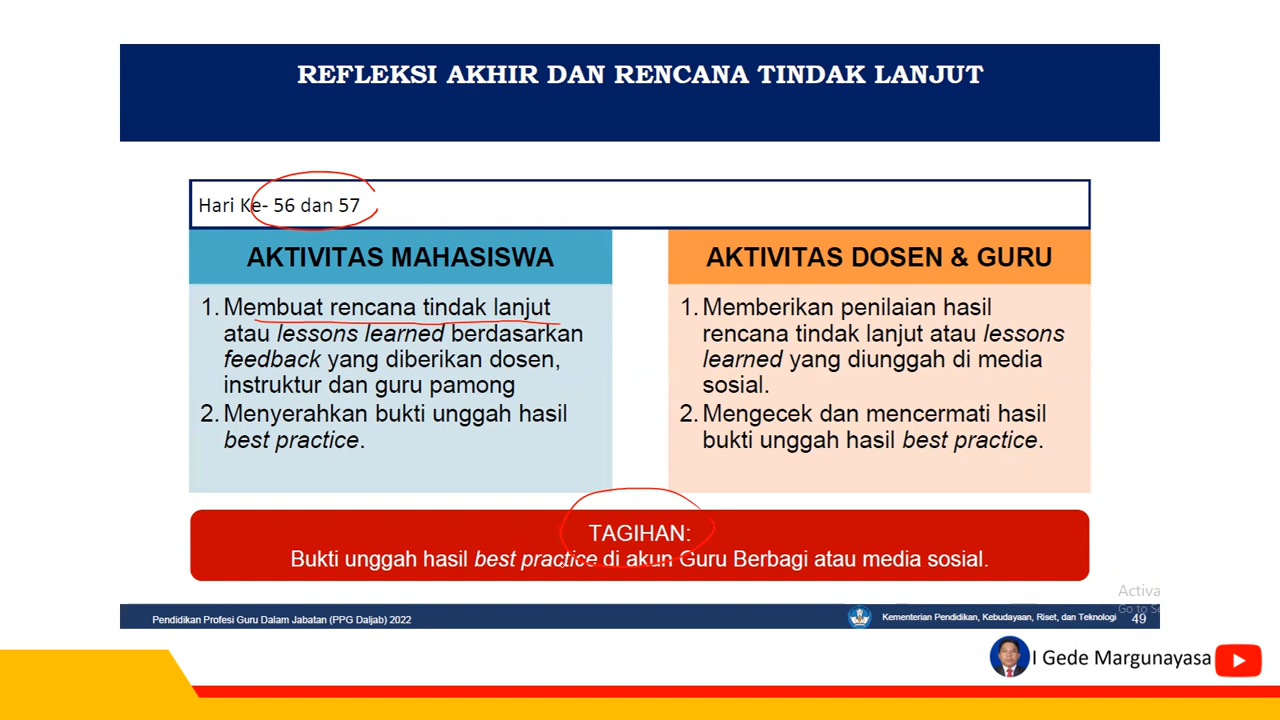 REFLEKSI AKHIR DAN RENCANA TINDAK LANJUT
Hari Ke- 56 dan 57
AKTIVITAS MAHASISWA
1. Membuat rencana tindak lanjut
atau lessons learned berdasarkan
feedback yang diberikan dosen,
instruktur dan guru pamong
2. Menyerahkan bukti unggah hasil
best practice.
AKTIVITAS DOSEN & GURU
1. Memberikan penilaian hasil
rencana tindak lanjut atau lessons
learned yang diunggah di media
sosial.
2. Mengecek dan mencermati hasil
bukti unggah hasil best practice.
TAGIHAN:
Bukti unggah hasil best practice di akun Guru Berbagi atau media sosial.
Activa
Go to Se
Pendidikan Profesi Guru Dalam Jabatan (PPG Daljab) 2022
Kementerian Pendidikan, Kebudayaan, Riset, dan Teknologi
49
I Gede Margunayasa